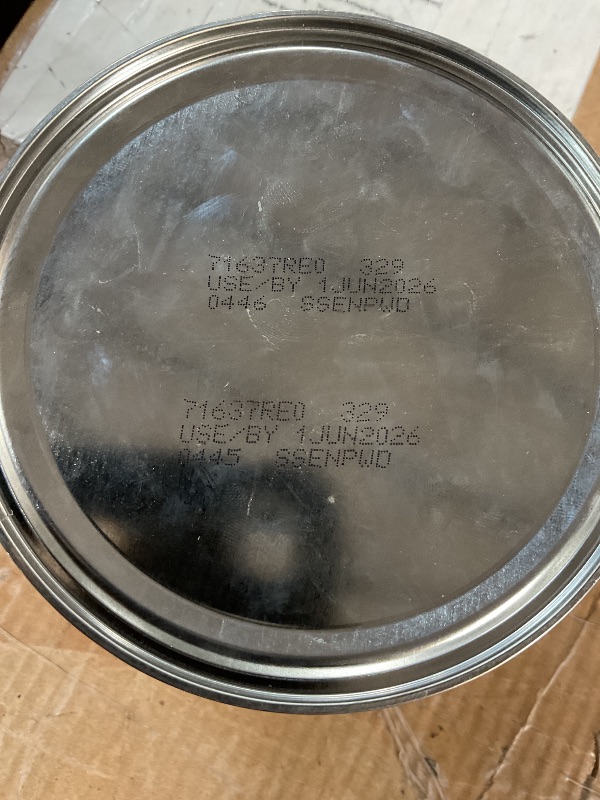 71637RE0 329
USE/BY 1JUN2026
0446 SSENPWD
71637RE0 329
USE/BY 1JUN2026
0445 SSENPWD